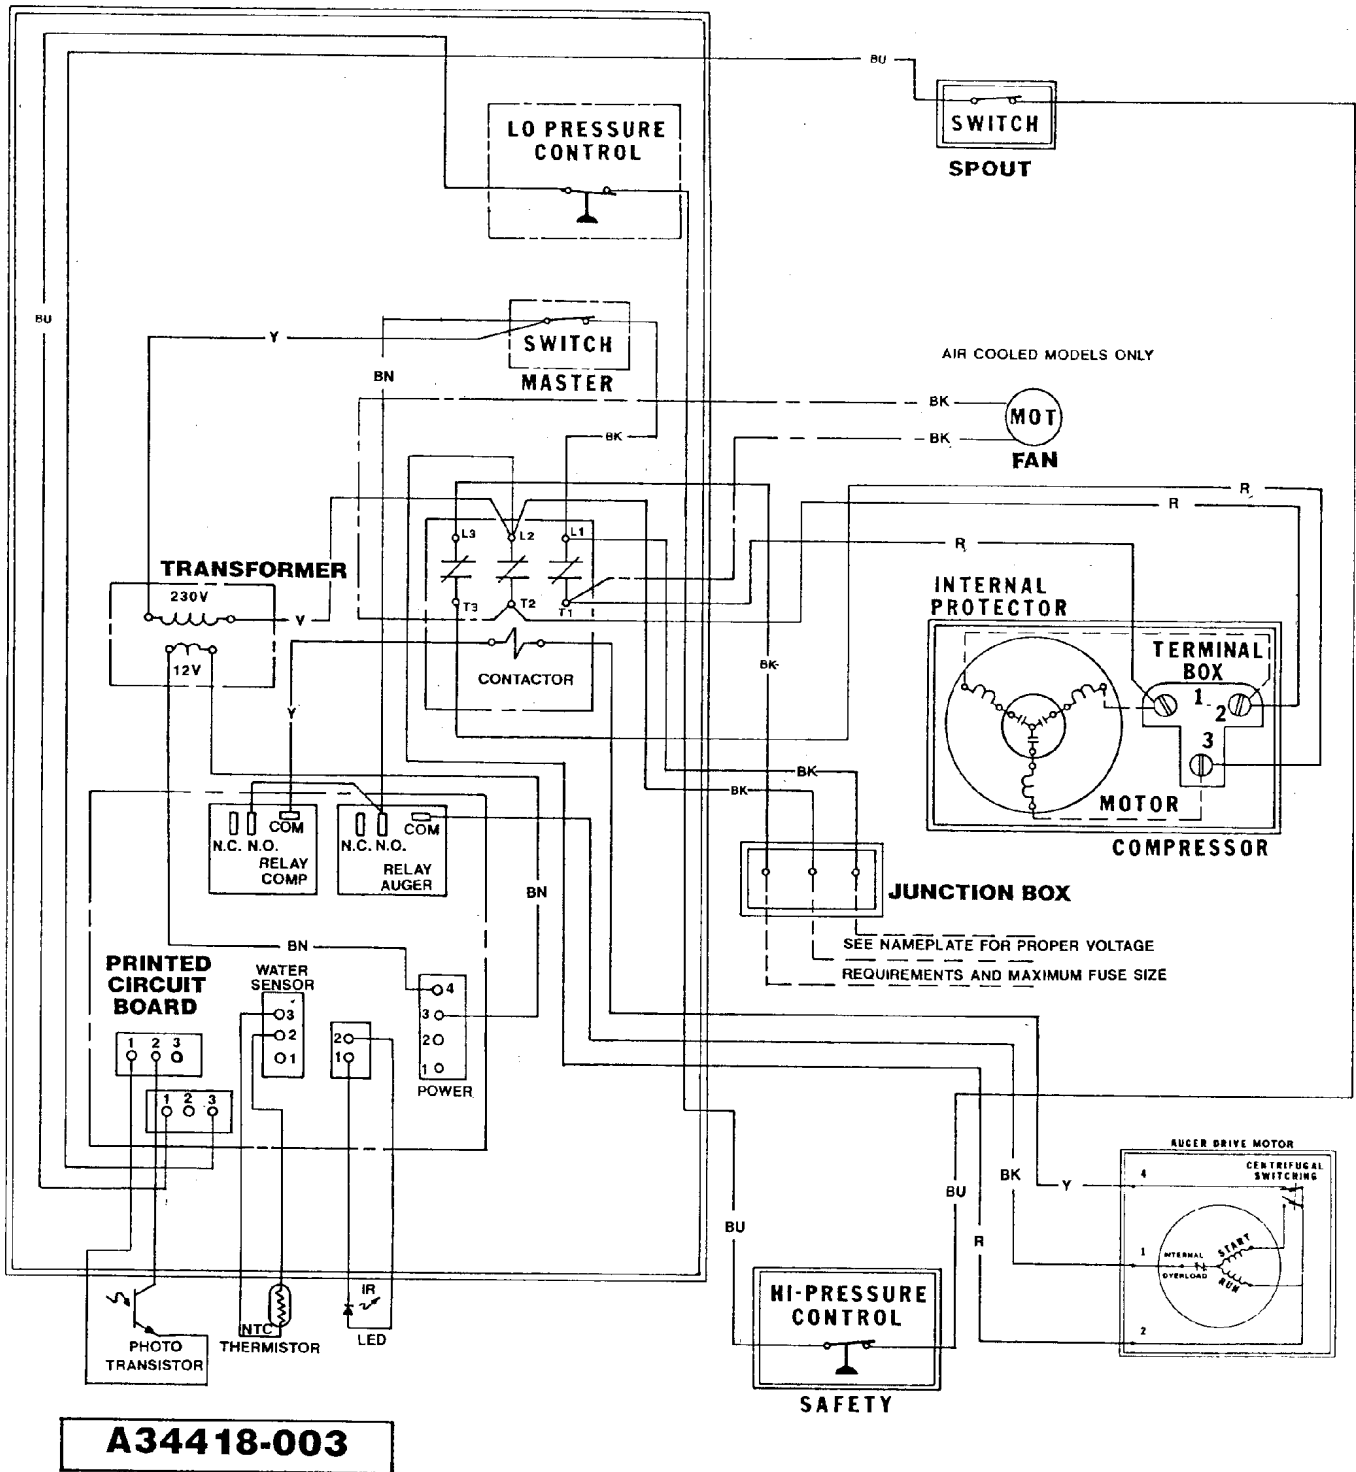 BU
SWITCH
SPOUT
LO PRESSURE
CONTROL
BU
Y
SWITCH
MASTER
BN
AIR COOLED MODELS ONLY
BK
MOT
BK
FAN
BK
R
R
R
L3
L2
L1
TRANSFORMER
230V
Y
12V
T3
T2
T1
CONTACTOR
Y
BK
INTERNAL
PROTECTOR
TERMINAL
BOX
1
2
3
MOTOR
COMPRESSOR
BK
BK
COM
N.C. N.O.
RELAY
COMP
COM
N.C. N.O.
RELAY
AUGER
BN
JUNCTION BOX
BN
SEE NAMEPLATE FOR PROPER VOLTAGE
REQUIREMENTS AND MAXIMUM FUSE SIZE
PRINTED
CIRCUIT
BOARD
WATER
SENSOR
3
2
1
2
1
4
3
2
1
POWER
1 2 3
1 2 3
AUGER DRIVE MOTOR
CENTRIFUGAL
SWITCHING
4
1
2
INTERNAL
OVERLOAD
START
RUN
Y
BK
BU
R
BU
HI-PRESSURE
CONTROL
SAFETY
PHOTO
TRANSISTOR
NTC
THERMISTOR
IR
LED
A34418-003